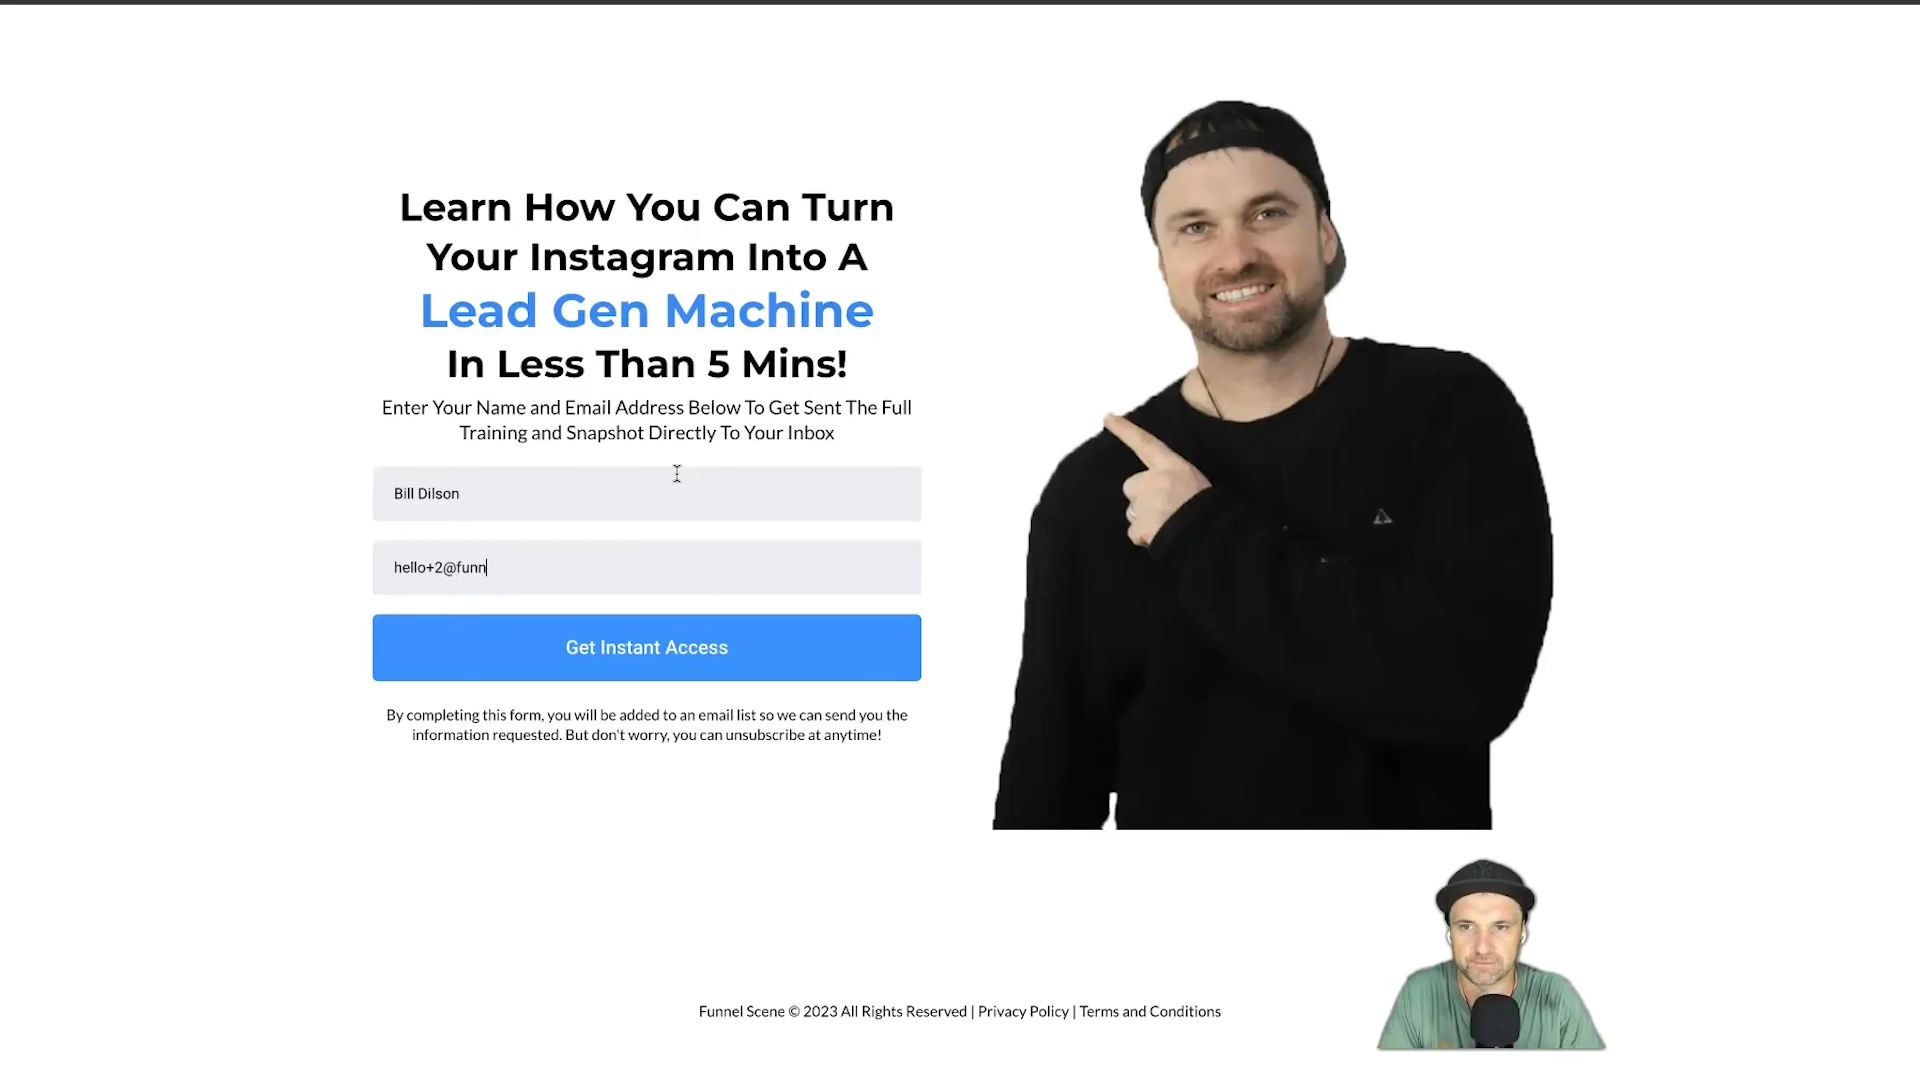 Learn How You Can Turn
Your Instagram Into A
Lead Gen Machine
In Less Than 5 Mins!
Enter Your Name and Email Address Below To Get Sent The Full
Training and Snapshot Directly To Your Inbox
Bill Dilson
hello+2@funn
Get Instant Access
By completing this form, you will be added to an email list so we can send you the
information requested. But don't worry, you can unsubscribe at anytime!
Funnel Scene © 2023 All Rights Reserved | Privacy Policy | Terms and Conditions